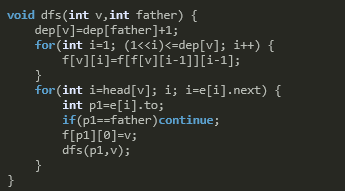 void dfs(int v,int father) {
    dep[v]=dep[father]+1;
    for(int i=1; (1<<i)<=dep[v]; i++) {
        f[v][i]=f[f[v][i-1]][i-1];
    }
    for(int i=head[v]; i; i=e[i].next) {
        int p1=e[i].to;
        if(p1==father)continue;
        f[p1][0]=v;
        dfs(p1,v);
    }
}